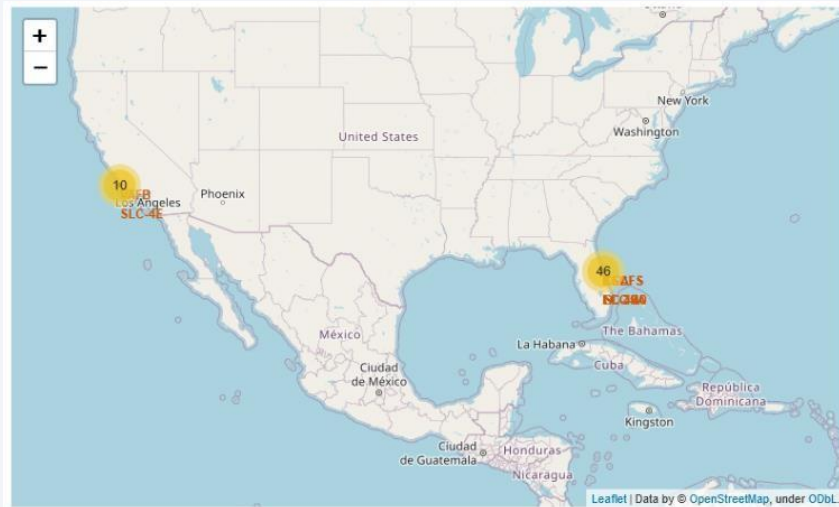 +
−
Ottawa
New York
Washington
United States
10
Los Angeles
Phoenix
SLC-4E
46
The Bahamas
México
La Habana
Cuba
Ciudad
de México
República
Dominicana
Kingston
Ciudad
de Guatemala
Honduras
Nicaragua
Leaflet | Data by © OpenStreetMap, under ODbL.